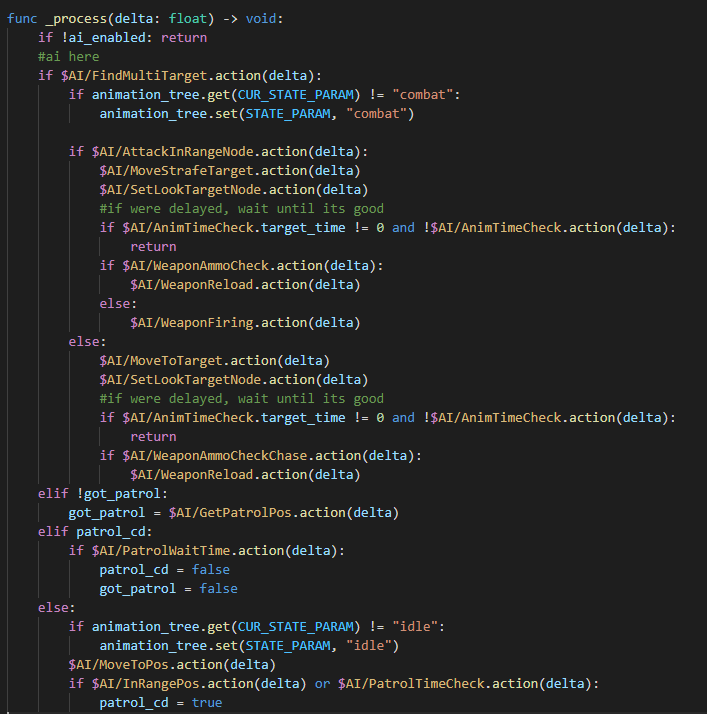 func _process(delta: float) -> void:
if !ai_enabled: return
#ai here
if $AI/FindMultiTarget.action(delta):
if animation_tree.get(CUR_STATE_PARAM) != "combat":
animation_tree.set(STATE_PARAM, "combat")
if $AI/AttackInRangeNode.action(delta):
$AI/MoveStrafeTarget.action(delta)
$AI/SetLookTargetNode.action(delta)
#if were delayed, wait until its good
if $AI/AnimTimeCheck.target_time != 0 and !$AI/AnimTimeCheck.action(delta):
return
if $AI/WeaponAmmoCheck.action(delta):
$AI/WeaponReload.action(delta)
else:
$AI/WeaponFiring.action(delta)
else:
$AI/MoveToTarget.action(delta)
$AI/SetLookTargetNode.action(delta)
#if were delayed, wait until its good
if $AI/AnimTimeCheck.target_time != 0 and !$AI/AnimTimeCheck.action(delta):
return
if $AI/WeaponAmmoCheckChase.action(delta):
$AI/WeaponReload.action(delta)
elif !got_patrol:
got_patrol = $AI/GetPatrolPos.action(delta)
elif patrol_cd:
if $AI/PatrolWaitTime.action(delta):
patrol_cd = false
got_patrol = false
else:
if animation_tree.get(CUR_STATE_PARAM) != "idle":
animation_tree.set(STATE_PARAM, "idle")
$AI/MoveToPos.action(delta)
if $AI/InRangePos.action(delta) or $AI/PatrolTimeCheck.action(delta):
patrol_cd = true